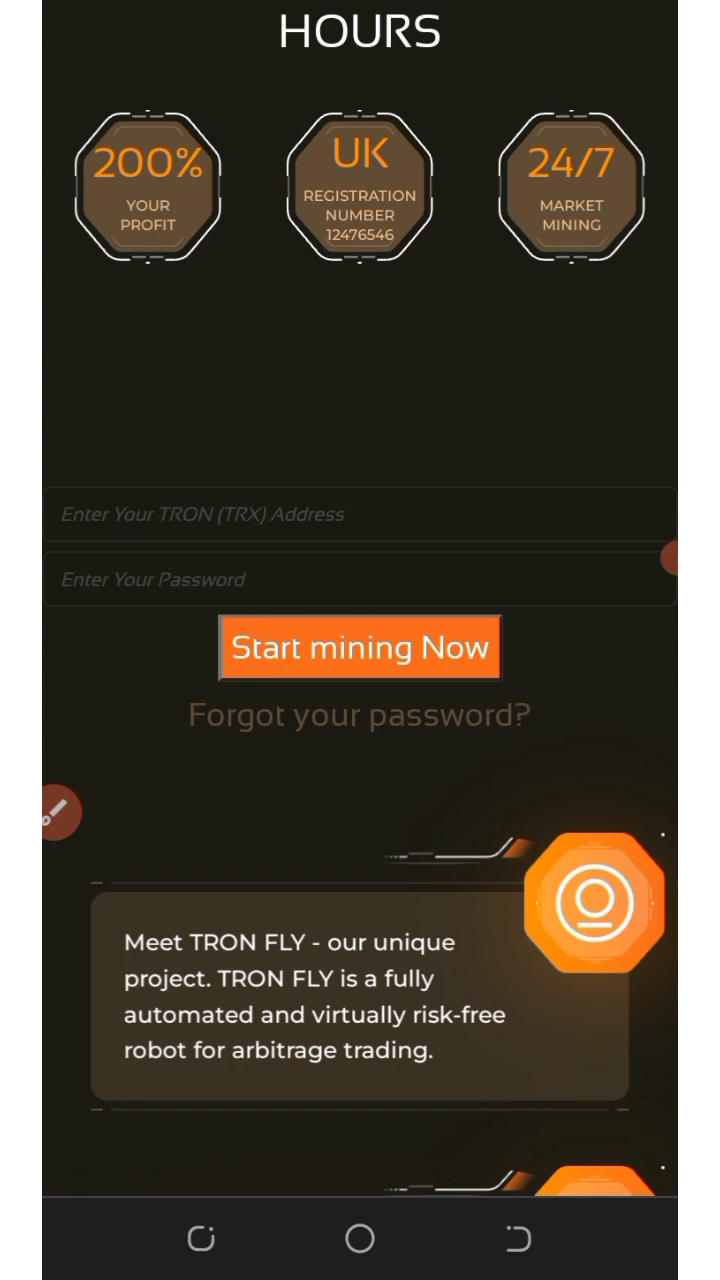 HOURS
200%
YOUR
PROFIT
UK
REGISTRATION
NUMBER
12476546
24/7
MARKET
MINING
Enter Your TRON (TRX) Address
Enter Your Password
Start mining Now
Forgot your password?
Meet TRON FLY - our unique
project. TRON FLY is a fully
automated and virtually risk-free
robot for arbitrage trading.